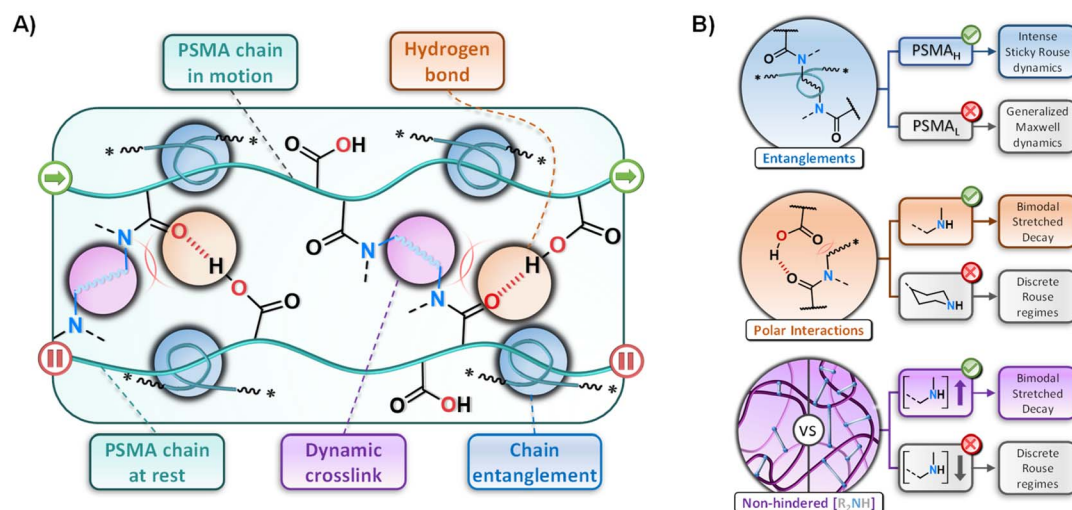 A)
PSMA chain
in motion
Hydrogen
bond
*
*
*
*
O
OH
O
N
O
H
O
O
N
N
O
H
O
O
N
N
O
O
OH
*
*
*
*
PSMA chain
at rest
Dynamic
crosslink
Chain
entanglement
B)
O
N
*
*
N
O
Entanglements
PSMAH
Intense
Sticky Rouse
dynamics
PSMAL
Generalized
Maxwell
dynamics
O
O
H
O
N
*
Polar Interactions
NH
Bimodal
Stretched
Decay
NH
Discrete
Rouse
regimes
VS
Non-hindered [R2NH]
[NH]
Bimodal
Stretched
Decay
[NH]
Discrete
Rouse
regimes